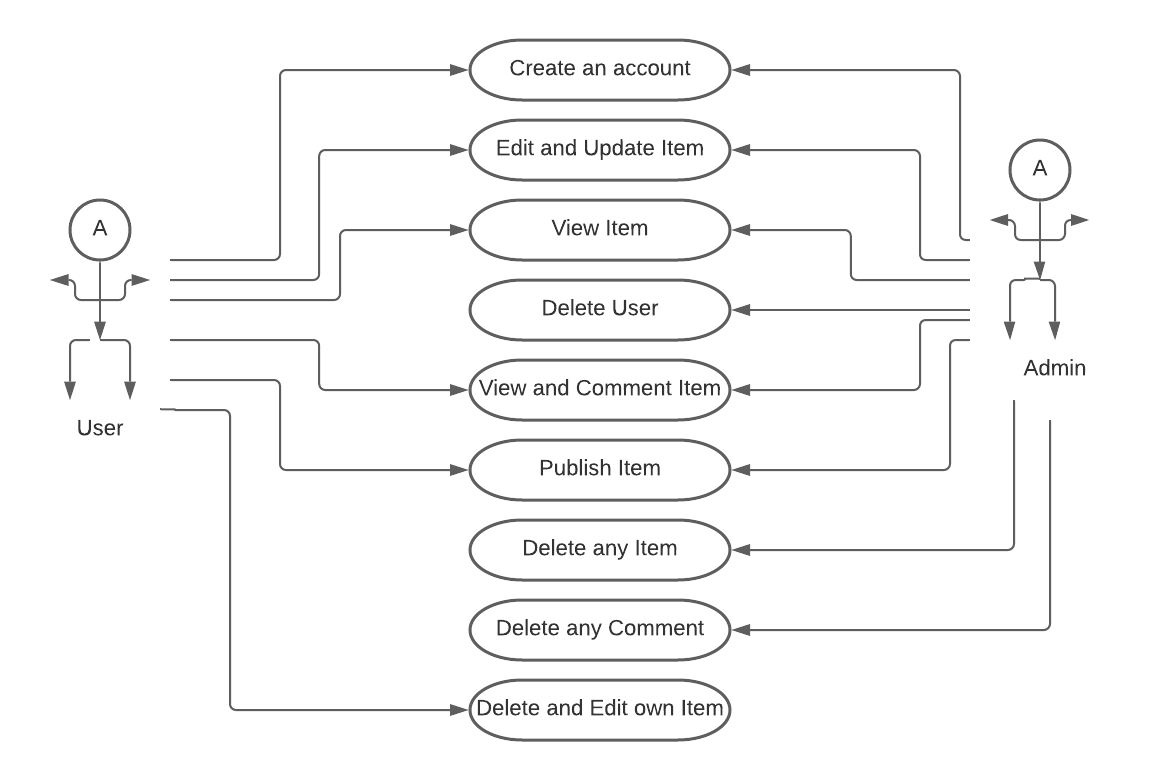 Create an account
A
Edit and Update Item
A
View Item
Delete User
Admin
View and Comment Item
User
Publish Item
Delete any Item
Delete any Comment
Delete and Edit own Item